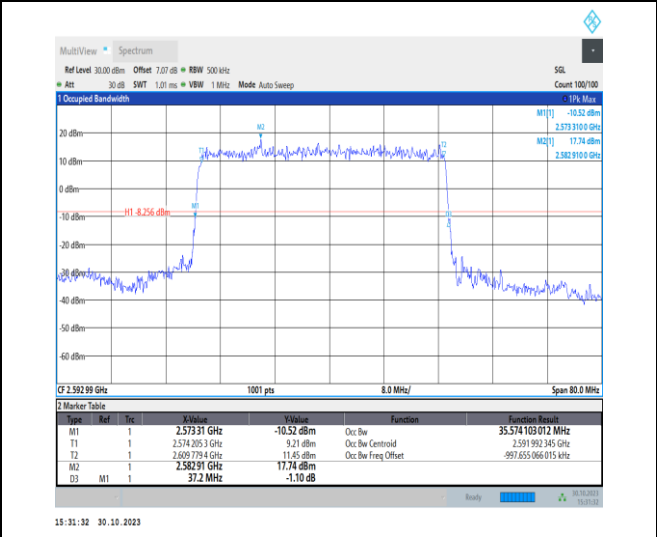 MultiView Spectrum
Ref Level 30.00 dBm Offset 7.07 dB RBW 500 kHz SGL
Att 30 dB SWT 1.01 ms VBW 1 MHz Mode Auto Sweep Count 100/100
1 Occupied Bandwidth 1Pk Max
M1[1] -10.52 dBm
2.573 310 0 GHz
M2[1] 17.74 dBm
2.582 910 0 GHz
M2
20 dBm
T1
T2
10 dBm
0 dBm
M1
H1 -8.256 dBm
-10 dBm
-20 dBm
-30 dBm
-40 dBm
-50 dBm
-60 dBm
CF 2.592 99 GHz 1001 pts 8.0 MHz/ Span 80.0 MHz
2 Marker Table
Type Ref Trc X-Value Y-Value Function Function Result
M1 1 2.573 31 GHz -10.52 dBm Occ Bw 35.574 103 012 MHz
T1 1 2.574 205 3 GHz 9.21 dBm Occ Bw Centroid 2.591 992 345 GHz
T2 1 2.609 779 4 GHz 11.45 dBm Occ Bw Freq Offset -997.655 066 015 kHz
M2 1 2.582 91 GHz 17.74 dBm
D3 M1 1 37.2 MHz -1.10 dB
Ready 30.10.2023
15:31:32
15:31:32 30.10.2023